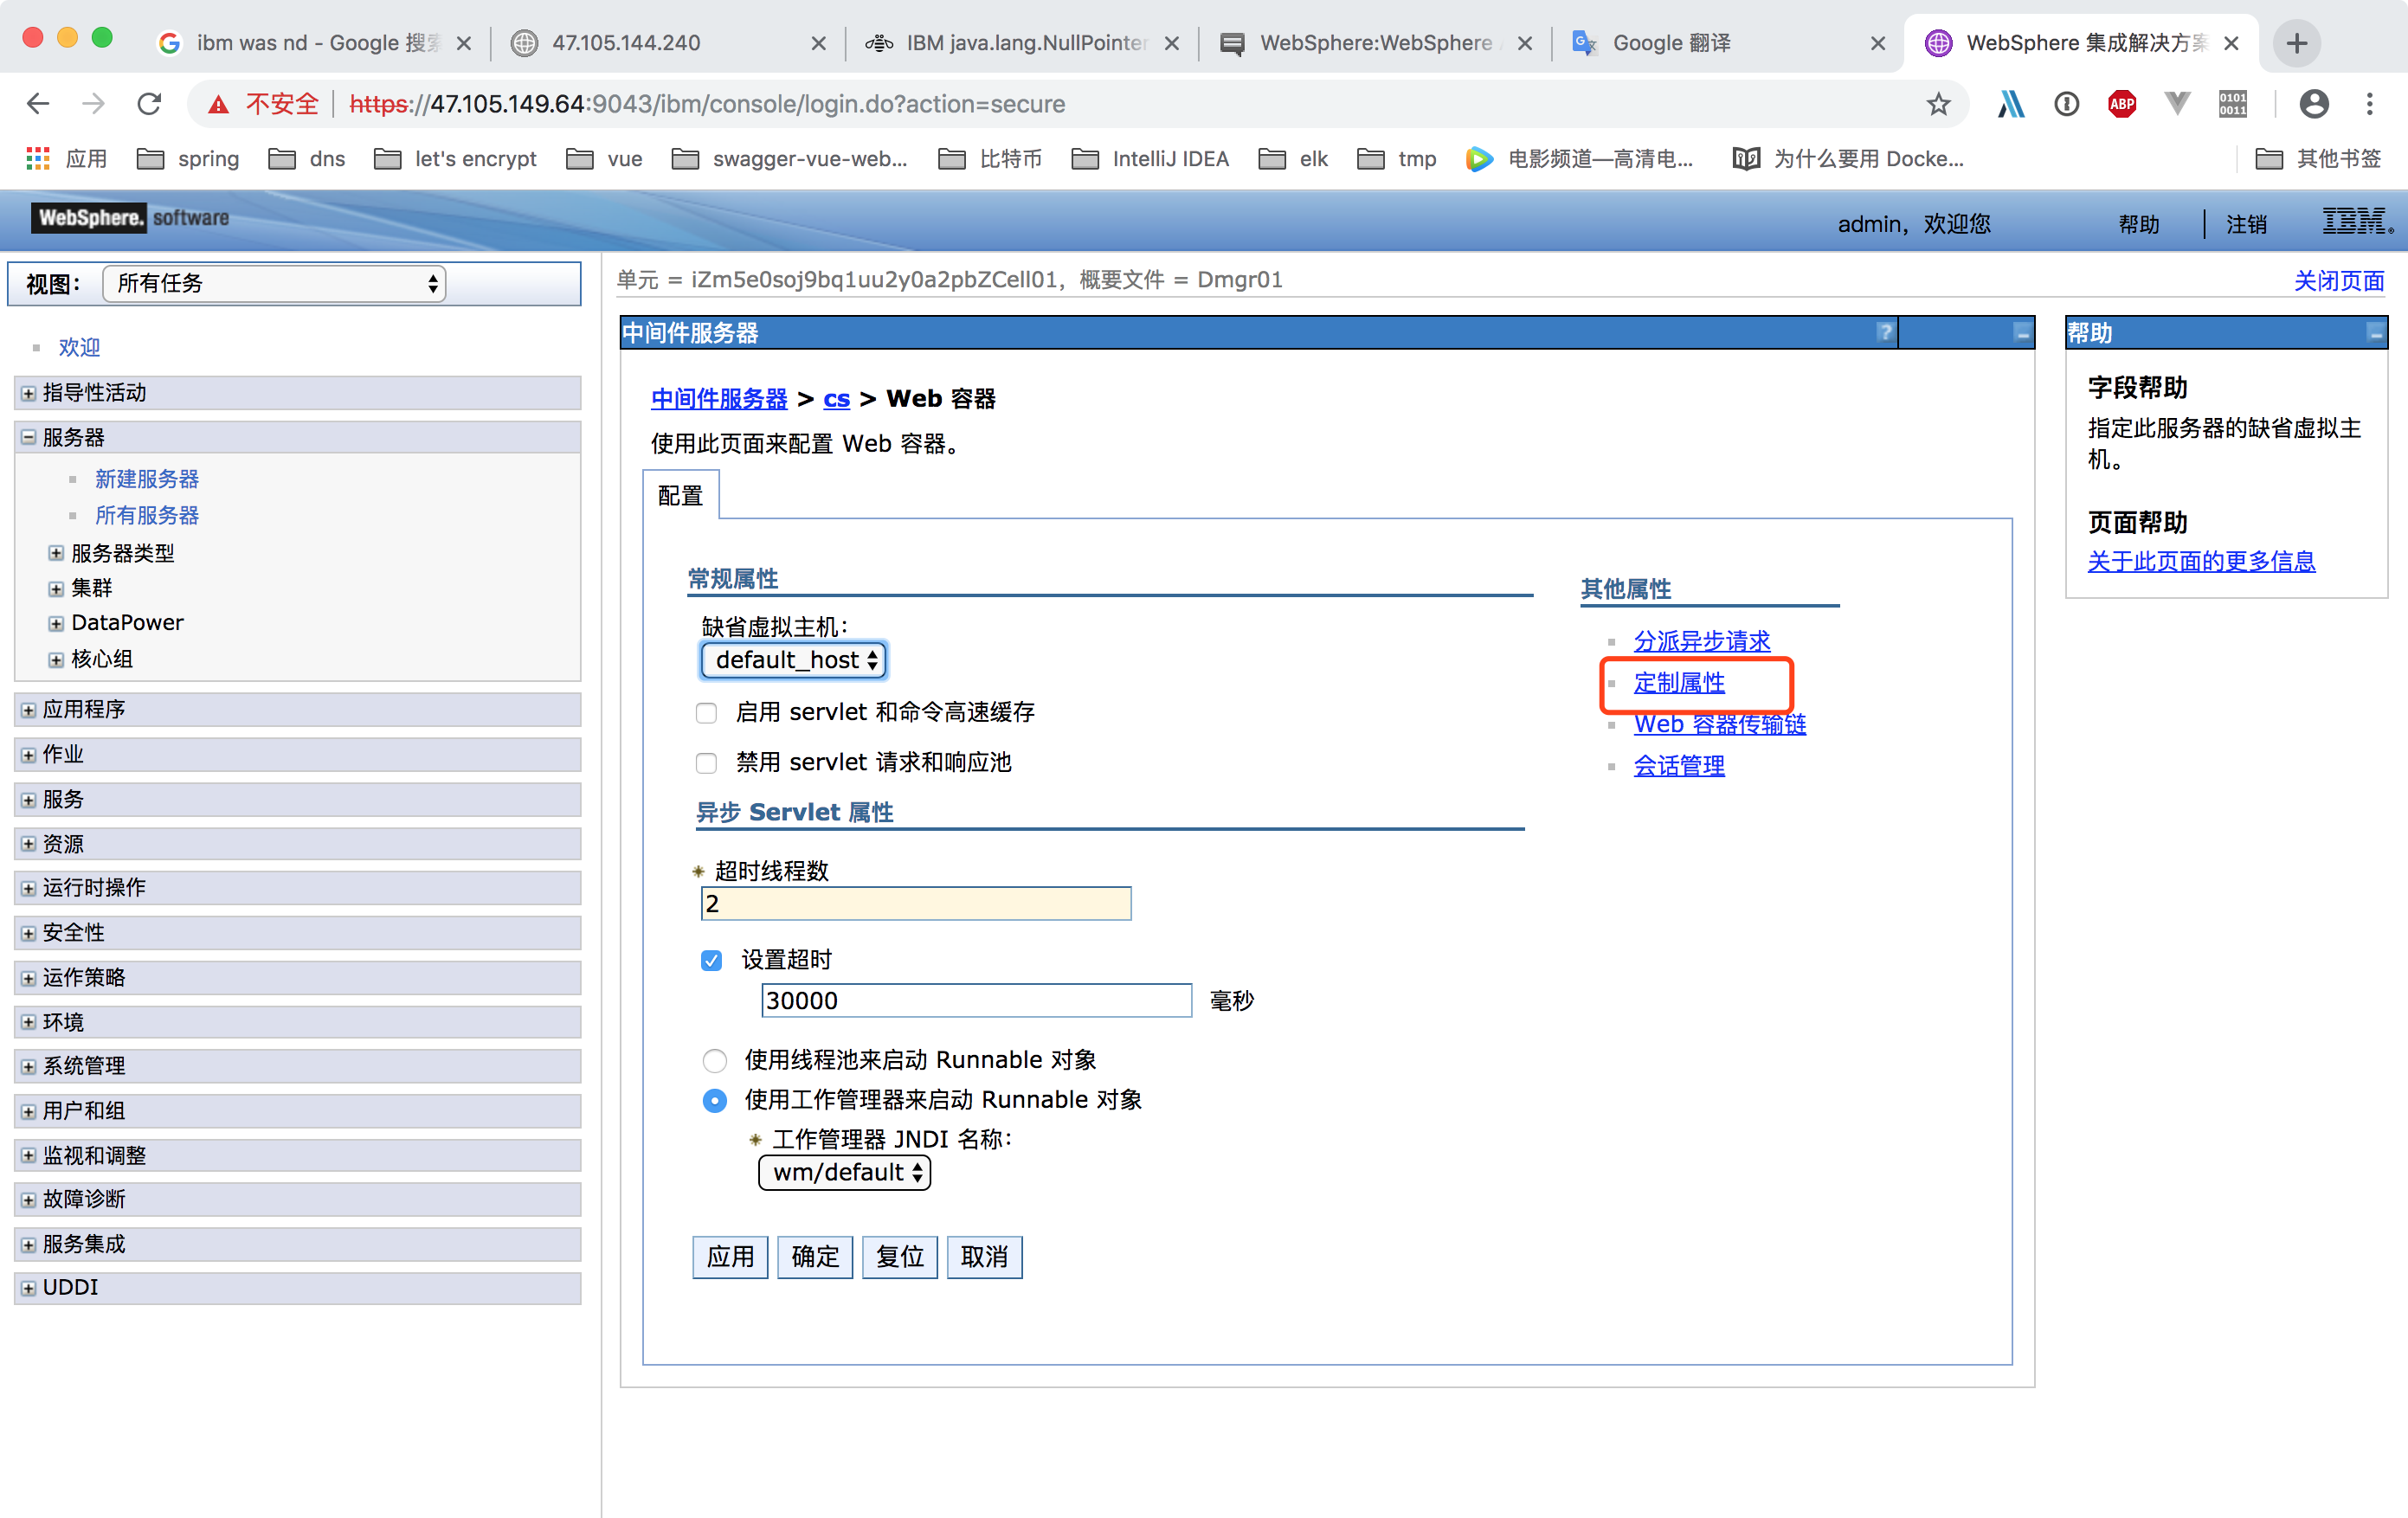 ibm was nd - Google 搜索
47.105.144.240
IBM java.lang.NullPointer
WebSphere:WebSphere
Google 翻译
WebSphere 集成解决方案
不安全 https://47.105.149.64:9043/ibm/console/login.do?action=secure
ABP
0101
0011
应用 spring dns let's encrypt vue swagger-vue-web... 比特币 IntelliJ IDEA elk tmp 电影频道—高清电... 为什么要用 Docke... 其他书签
WebSphere. software
admin，欢迎您 帮助 注销 IBM.
视图： 所有任务
单元 = iZm5e0soj9bq1uu2y0a2pbZCell01，概要文件 = Dmgr01
关闭页面
欢迎
指导性活动
服务器
新建服务器
所有服务器
服务器类型
集群
DataPower
核心组
应用程序
作业
服务
资源
运行时操作
安全性
运作策略
环境
系统管理
用户和组
监视和调整
故障诊断
服务集成
UDDI
中间件服务器 ?
中间件服务器 > cs > Web 容器
使用此页面来配置 Web 容器。
配置
常规属性
缺省虚拟主机：
default_host
启用 servlet 和命令高速缓存
禁用 servlet 请求和响应池
异步 Servlet 属性
超时线程数
2
设置超时
30000 毫秒
使用线程池来启动 Runnable 对象
使用工作管理器来启动 Runnable 对象
工作管理器 JNDI 名称：
wm/default
应用 确定 复位 取消
其他属性
分派异步请求
定制属性
Web 容器传输链
会话管理
帮助
字段帮助
指定此服务器的缺省虚拟主
机。
页面帮助
关于此页面的更多信息